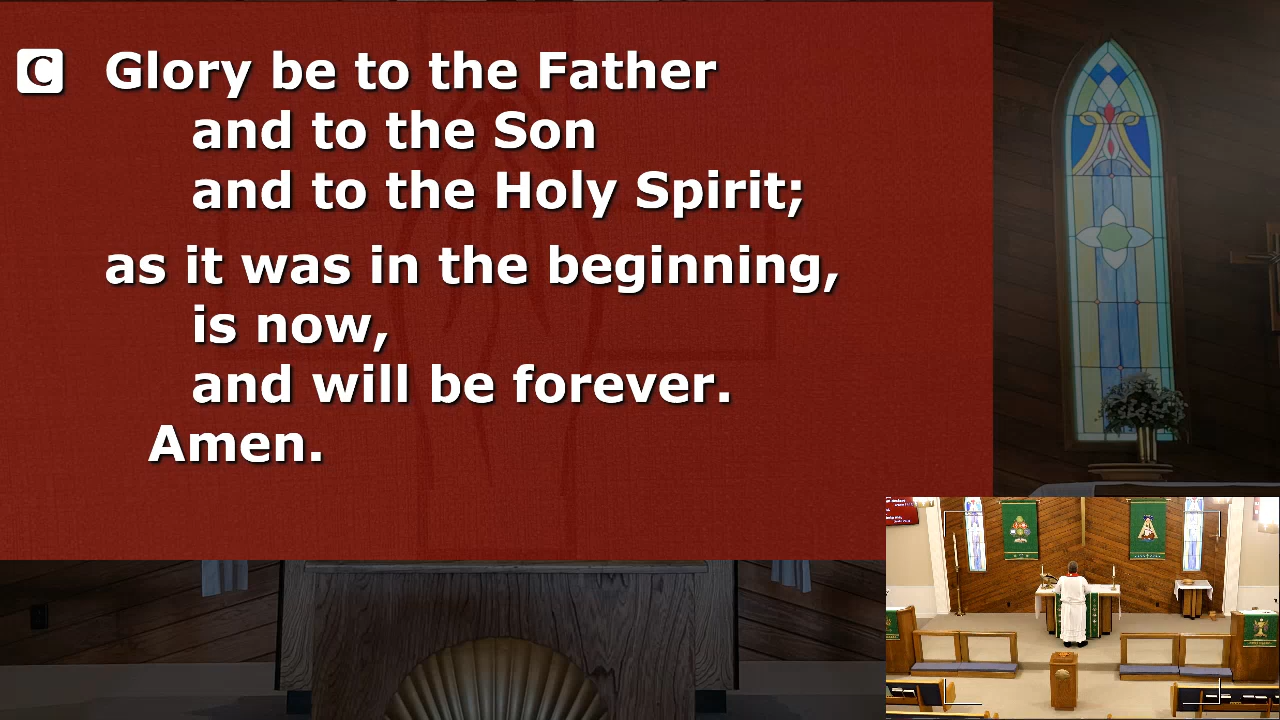 C Glory be to the Father
and to the Son
and to the Holy Spirit;
as it was in the beginning,
is now,
and will be forever.
Amen.